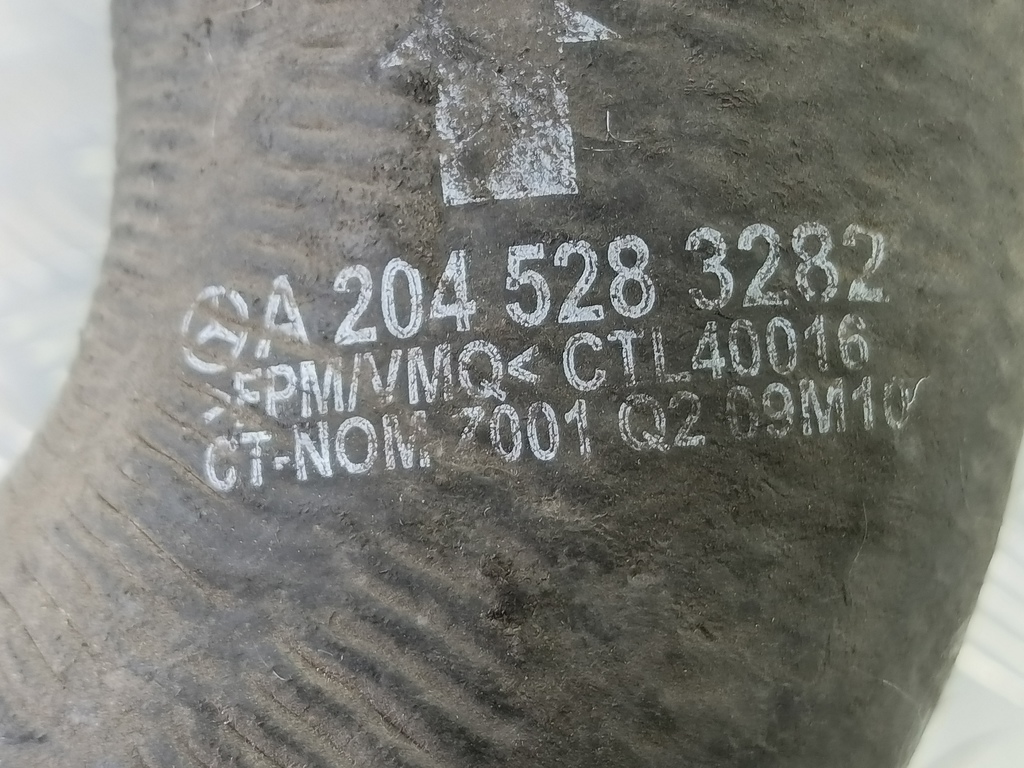 A 204 528 3282
>FPM/VMQ< CTL40016
CT-NOM 7001 Q2 09M10